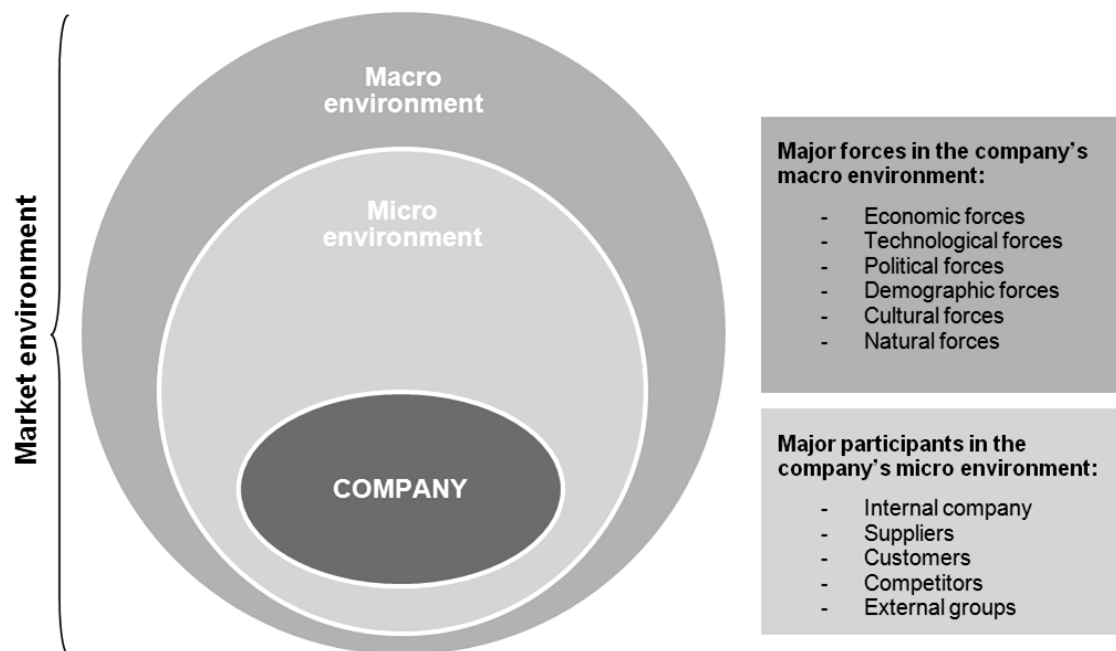 Market environment
Macro
environment
Micro
environment
COMPANY
Major forces in the company's
macro environment:
- Economic forces
- Technological forces
- Political forces
- Demographic forces
- Cultural forces
- Natural forces
Major participants in the
company's micro environment:
- Internal company
- Suppliers
- Customers
- Competitors
- External groups